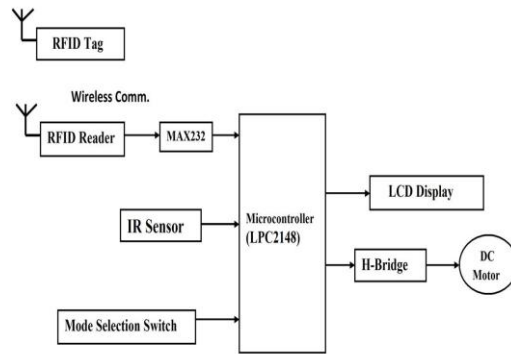 RFID Tag
Wireless Comm.
RFID Reader
MAX232
Microcontroller
(LPC2148)
LCD Display
IR Sensor
H-Bridge
DC
Motor
Mode Selection Switch